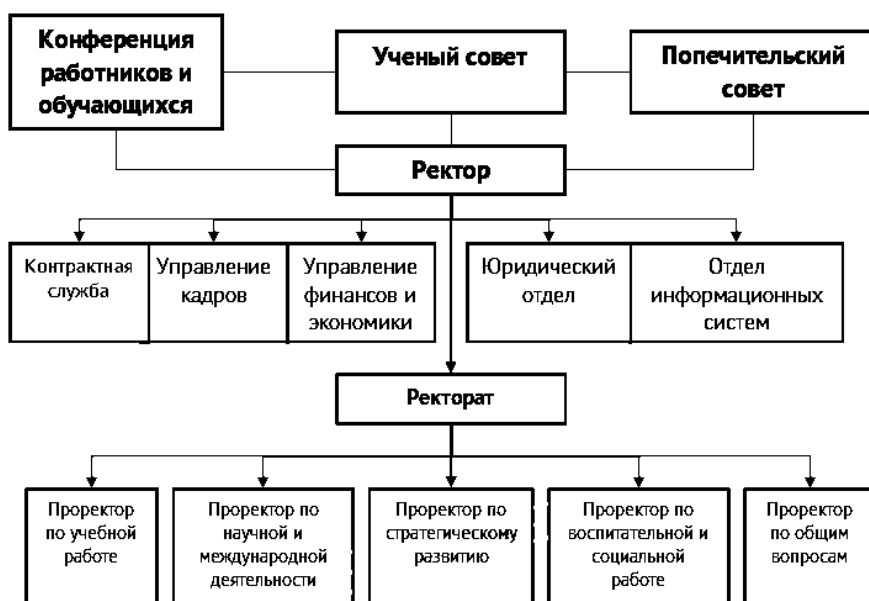 Конференция
работников и
обучающихся
Ученый совет
Попечительский
совет
Ректор
Контрактная
служба
Управление
кадров
Управление
финансов и
экономики
Юридический
отдел
Отдел
информационных
систем
Ректорат
Проректор
по учебной
работе
Проректор по
научной и
международной
деятельности
Проректор по
стратегическому
развитию
Проректор по
воспитательной и
социальной
работе
Проректор
по общим
вопросам